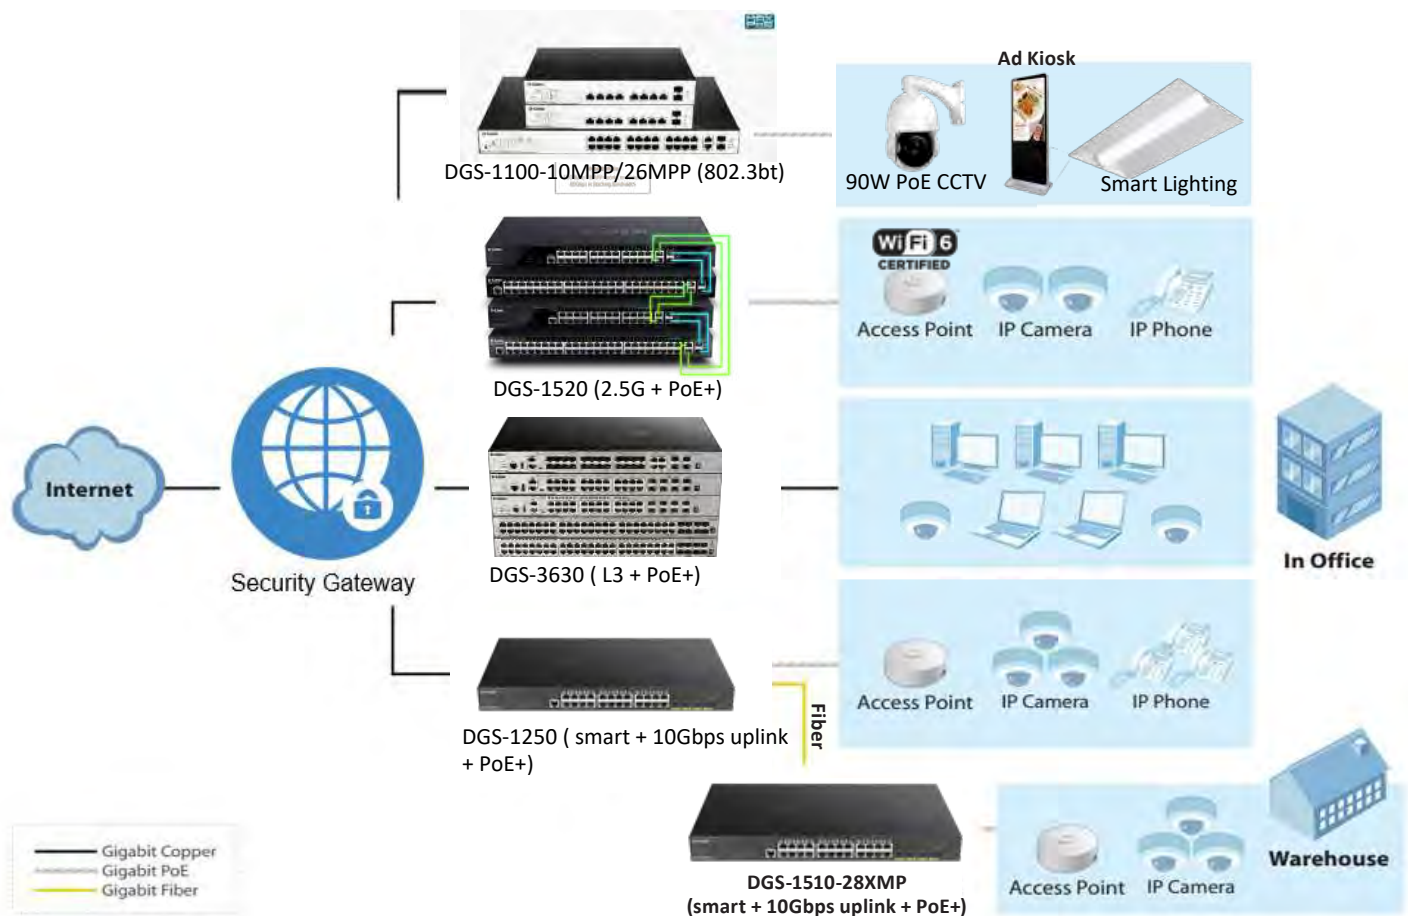 Ad Kiosk
DGS-1100-10MPP/26MPP (802.3bt)
90W PoE CCTV
Smart Lighting
Wi Fi 6
CERTIFIED
Access Point
IP Camera
IP Phone
DGS-1520 (2.5G + PoE+)
Internet
Security Gateway
DGS-3630 ( L3 + PoE+)
In Office
Access Point
IP Camera
IP Phone
DGS-1250 ( smart + 10Gbps uplink
+ PoE+)
Fiber
Gigabit Copper
Gigabit PoE
Gigabit Fiber
DGS-1510-28XMP
(smart + 10Gbps uplink + PoE+)
Access Point
IP Camera
Warehouse